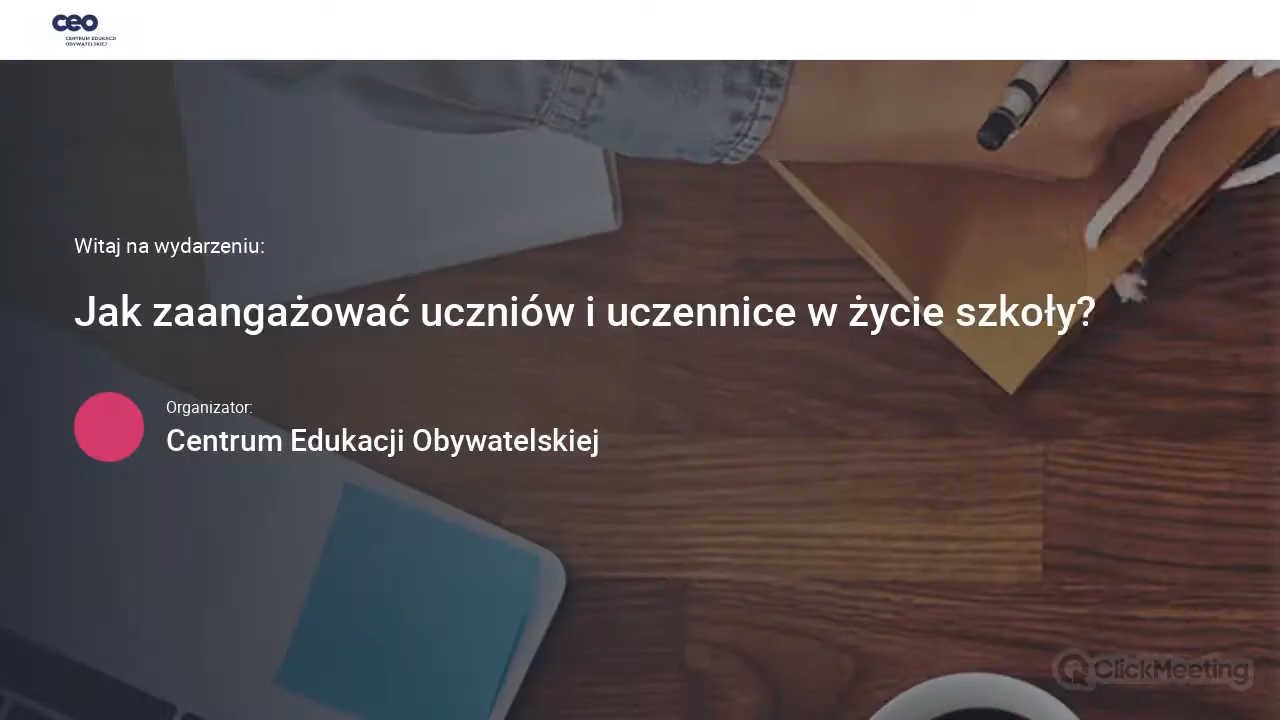 ceo
CENTRUM EDUKACJI
OBYWATELSKIEJ
Witaj na wydarzeniu:
Jak zaangażować uczniów i uczennice w życie szkoły?
Organizator:
Centrum Edukacji Obywatelskiej
ClickMeeting